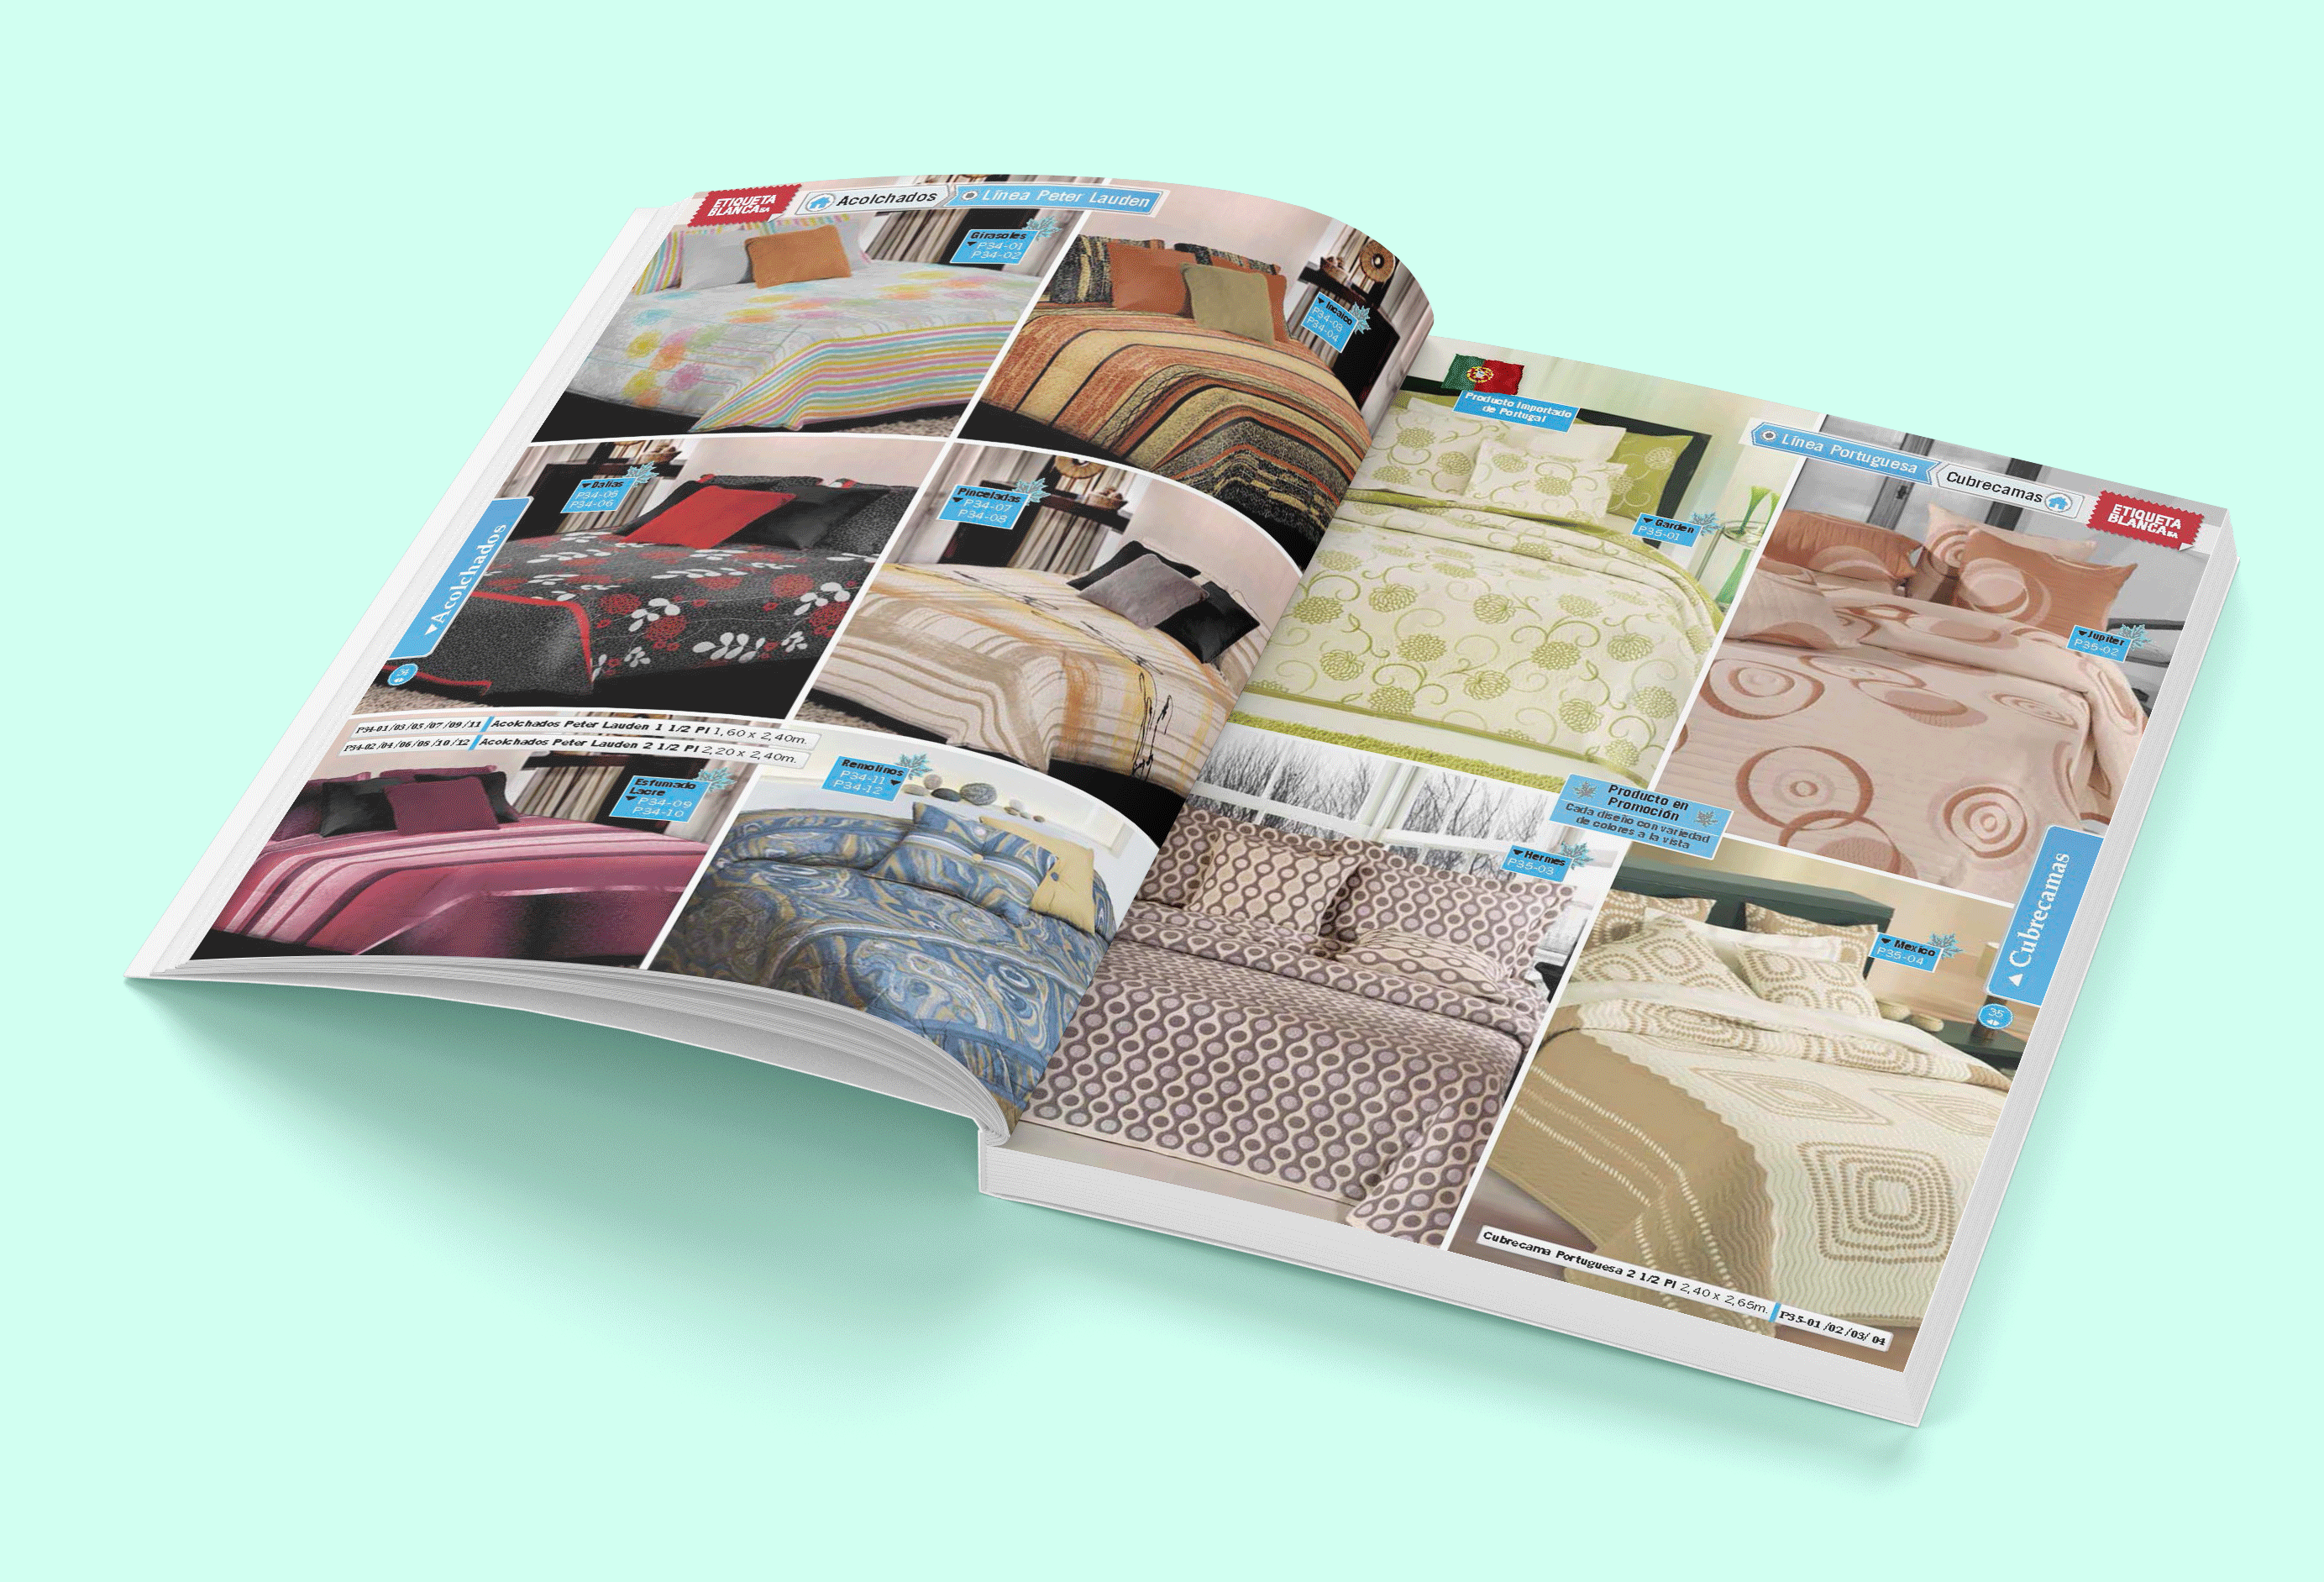 ETIQUETA
BLANCA SA
Acolchados
Línea Peter Lauden
Girasoles
P34-01
P34-02
Incaico
P34-03
P34-04
Dalias
P34-05
P34-06
Pinceladas
P34-07
P34-08
Acolchados
34
P34-01 /03 /05 /07 /09 /11 Acolchados Peter Lauden 1 1/2 Pl 1,60 x 2,40m.
P34-02 /04 /06 /08 /10 /12 Acolchados Peter Lauden 2 1/2 Pl 2,20 x 2,40m.
Esfumado
Lacre
P34-09
P34-10
Remolinos
P34-11
P34-12
Producto Importado
de Portugal
Línea Portuguesa
Cubrecamas
ETIQUETA
BLANCA SA
Garden
P35-01
Jupiter
P35-02
Producto en
Promoción
Cada diseño con variedad
de colores a la vista
Hermes
P35-03
Mexico
P35-04
Cubrecamas
35
Cubrecama Portuguesa 2 1/2 Pl 2,40 x 2,65m. P35-01 /02 /03/ 04